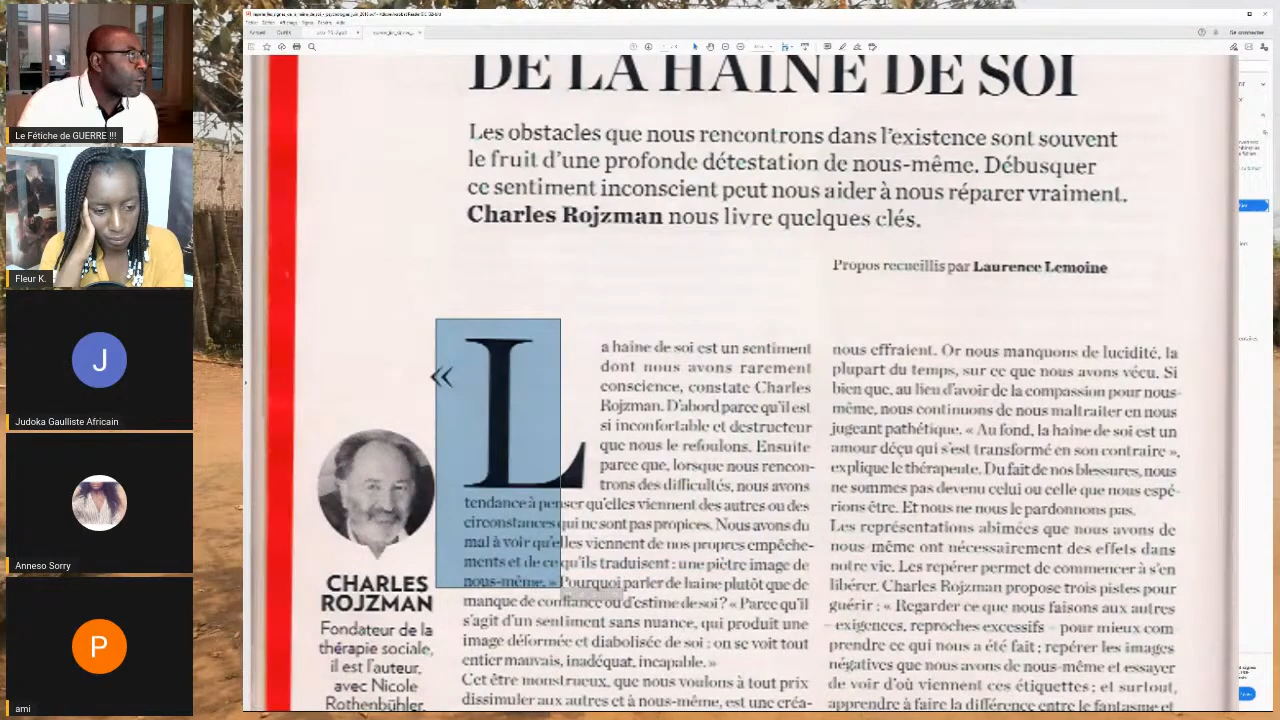 Le Fétiche de GUERRE !!!
Fleur K.
J
Judoka Gaulliste Africain
Anneso Sorry
P
ami
Accueil
Outils
Se connecter
DE LA HAINE DE SOI
Les obstacles que nous rencontrons dans l'existence sont souvent
le fruit d'une profonde détestation de nous-même. Débusquer
ce sentiment inconscient peut nous aider à nous réparer vraiment.
Charles Rojzman nous livre quelques clés.
Propos recueillis par Laurence Lemoine
«
L
a haine de soi est un sentiment
dont nous avons rarement
conscience, constate Charles
Rojzman. D'abord parce qu'il est
si inconfortable et destructeur
que nous le refoulons. Ensuite
parce que, lorsque nous rencon-
trons des difficultés, nous avons
tendance à penser qu'elles viennent des autres ou des
circonstances qui ne sont pas propices. Nous avons du
mal à voir qu'elles viennent de nos propres empêche-
ments et de ce qu'ils traduisent : une piètre image de
nous-même. » Pourquoi parler de haine plutôt que de
manque de confiance ou d'estime de soi ? « Parce qu'il
s'agit d'un sentiment sans nuance, qui produit une
image déformée et diabolisée de soi : on se voit tout
entier mauvais, inadéquat, incapable. »
Cet être monstrueux, que nous voulons à tout prix
dissimuler aux autres et à nous-même, est une créa-
nous effraient. Or nous manquons de lucidité, la
plupart du temps, sur ce que nous avons vécu. Si
bien que, au lieu d'avoir de la compassion pour nous-
même, nous continuons de nous maltraiter en nous
jugeant pathétique. « Au fond, la haine de soi est un
amour déçu qui s'est transformé en son contraire »,
explique le thérapeute. Du fait de nos blessures, nous
ne sommes pas devenu celui ou celle que nous espé-
rions être. Et nous ne nous le pardonnons pas.
Les représentations abîmées que nous avons de
nous-même ont nécessairement des effets dans
notre vie. Les repérer permet de commencer à s'en
libérer. Charles Rojzman propose trois pistes pour
guérir : « Regarder ce que nous faisons aux autres
– exigences, reproches excessifs – pour mieux com
prendre ce qui nous a été fait ; repérer les images
négatives que nous avons de nous-même et essayer
de voir d'où viennent ces étiquettes ; et surtout,
apprendre à faire la différence entre le fantasme et
CHARLES
ROJZMAN
Fondateur de la
thérapie sociale,
il est l'auteur,
avec Nicole
Rothenbühler,